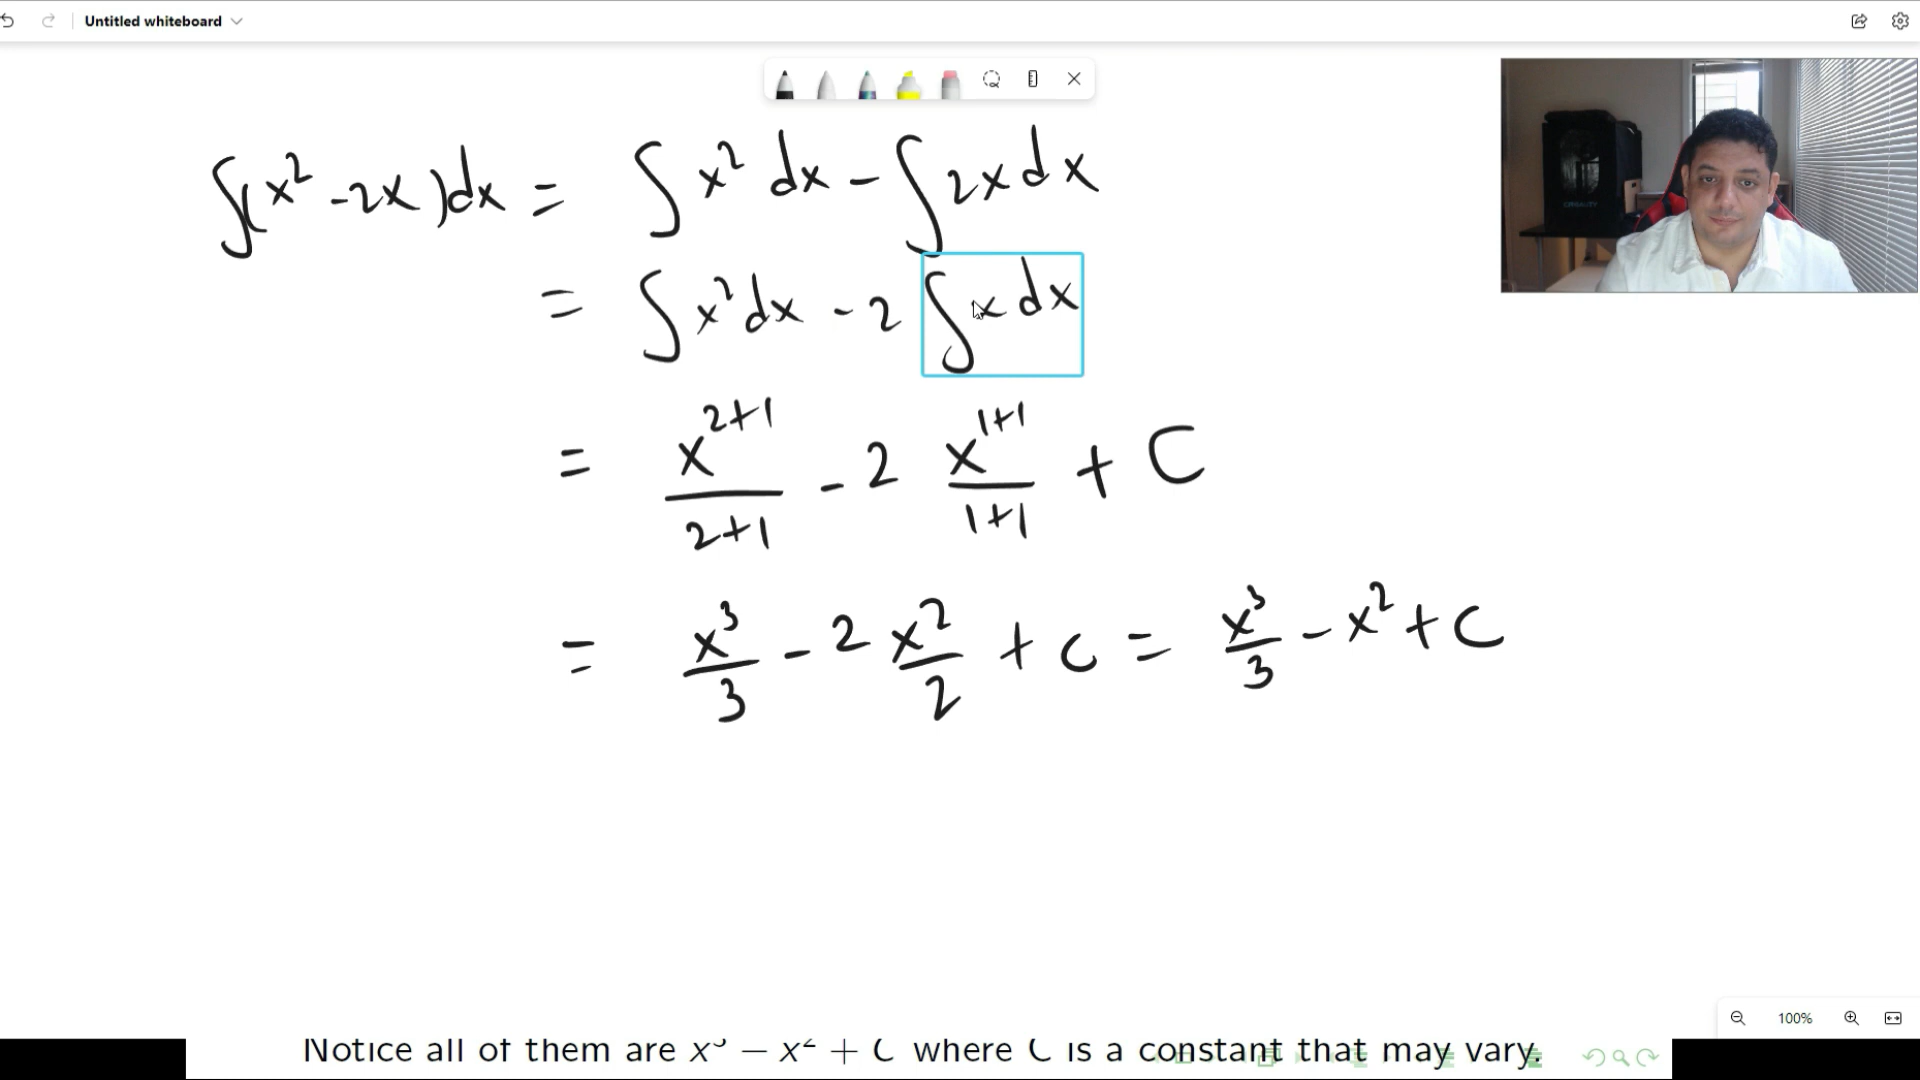 Untitled whiteboard
∫(x² -2x)dx = ∫ x² dx - ∫ 2x dx
= ∫ x² dx - 2 ∫ x dx
= x^(2+1) / (2+1) - 2 x^(1+1) / (1+1) + C
= x³/3 - 2 x²/2 + c = x³/3 - x² + C
100%
Notice all of them are x³ − x² + C where C is a constant that may vary.